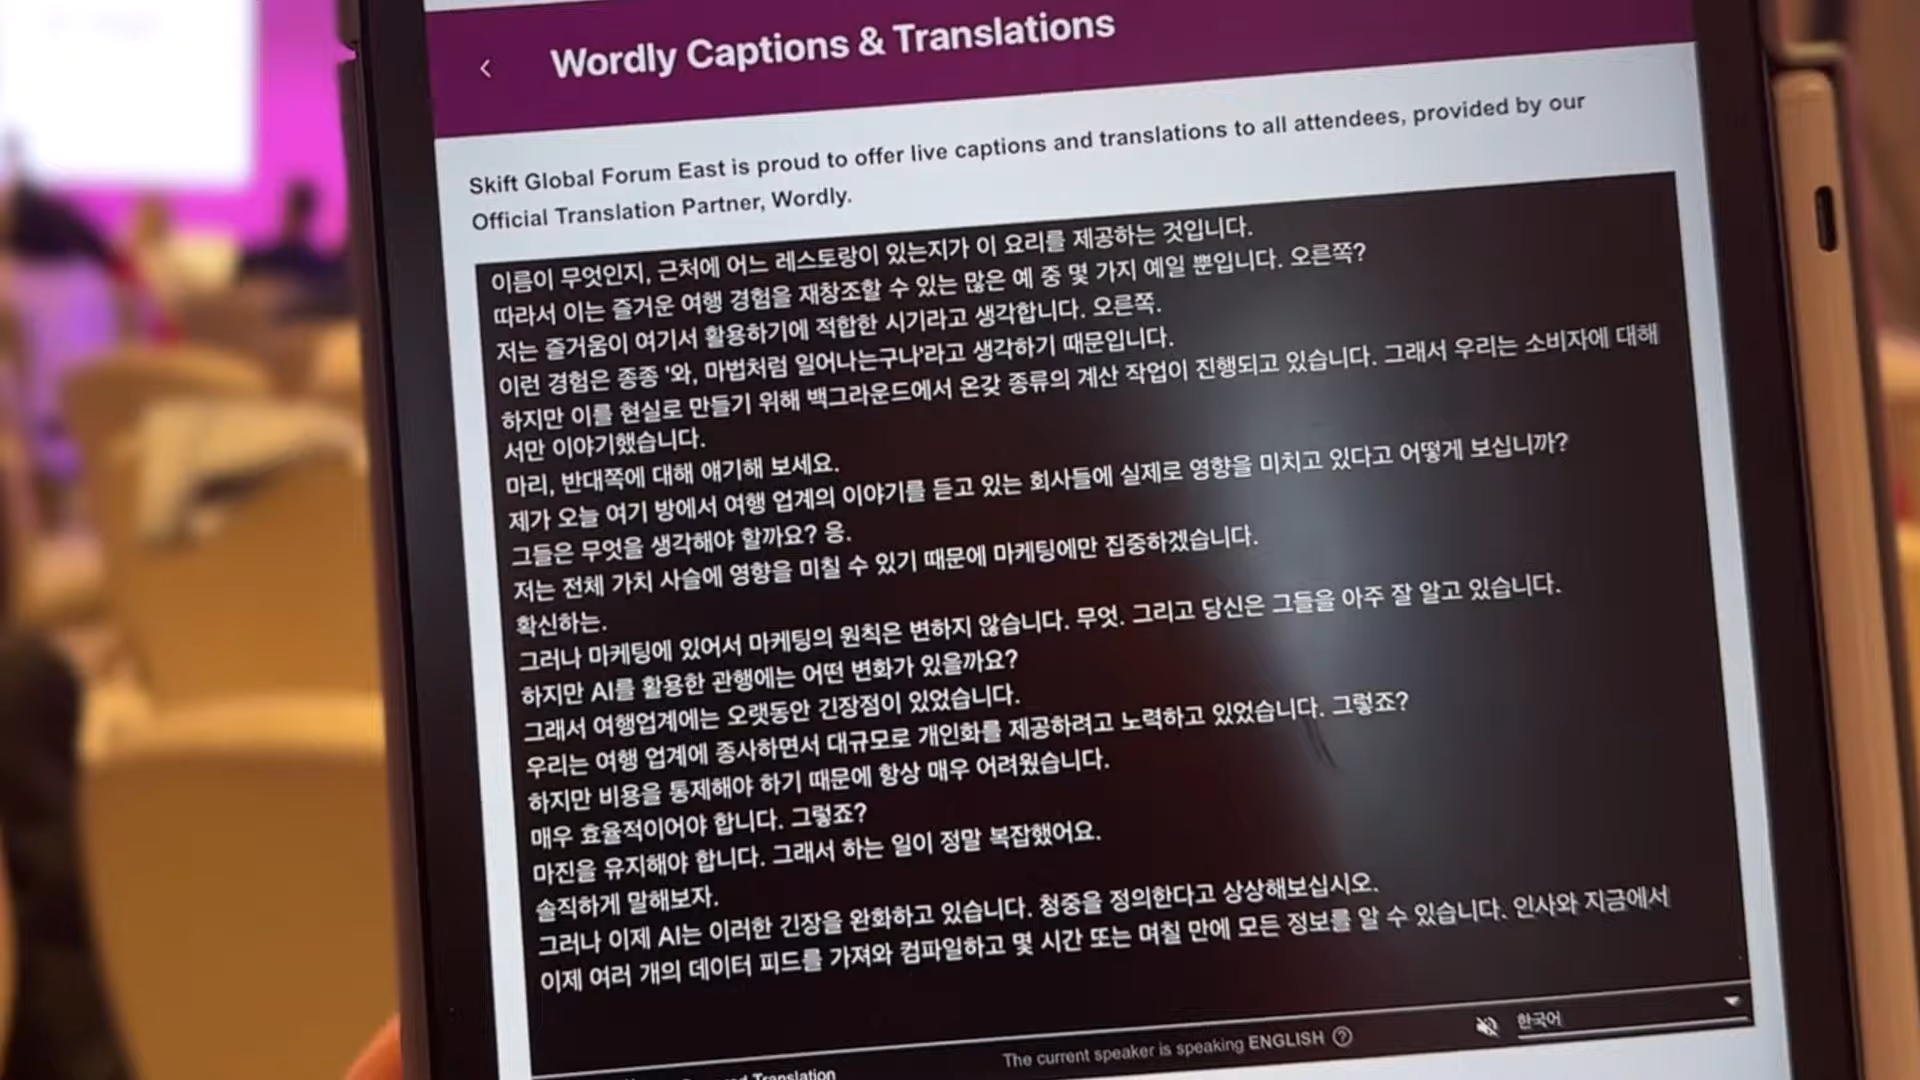 Wordly Captions & Translations
Skift Global Forum East is proud to offer live captions and translations to all attendees, provided by our
Official Translation Partner, Wordly.
이름이 무엇인지, 근처에 어느 레스토랑이 있는지가 이 요리를 제공하는 것입니다.
따라서 이는 즐거운 여행 경험을 재창조할 수 있는 많은 예 중 몇 가지 예일 뿐입니다. 오른쪽?
저는 즐거움이 여기서 활용하기에 적합한 시기라고 생각합니다. 오른쪽.
이런 경험은 종종 '와, 마법처럼 일어나는구나'라고 생각하기 때문입니다.
하지만 이를 현실로 만들기 위해 백그라운드에서 온갖 종류의 계산 작업이 진행되고 있습니다. 그래서 우리는 소비자에 대해
서만 이야기했습니다.
마리, 반대쪽에 대해 얘기해 보세요.
제가 오늘 여기 방에서 여행 업계의 이야기를 듣고 있는 회사들에 실제로 영향을 미치고 있다고 어떻게 보십니까?
그들은 무엇을 생각해야 할까요? 응.
저는 전체 가치 사슬에 영향을 미칠 수 있기 때문에 마케팅에만 집중하겠습니다.
확신하는.
그러나 마케팅에 있어서 마케팅의 원칙은 변하지 않습니다. 무엇. 그리고 당신은 그들을 아주 잘 알고 있습니다.
하지만 AI를 활용한 관행에는 어떤 변화가 있을까요?
그래서 여행업계에는 오랫동안 긴장점이 있었습니다.
우리는 여행 업계에 종사하면서 대규모로 개인화를 제공하려고 노력하고 있었습니다. 그렇죠?
하지만 비용을 통제해야 하기 때문에 항상 매우 어려웠습니다.
매우 효율적이어야 합니다. 그렇죠?
마진을 유지해야 합니다. 그래서 하는 일이 정말 복잡했어요.
솔직하게 말해보자.
그러나 이제 AI는 이러한 긴장을 완화하고 있습니다. 청중을 정의한다고 상상해보십시오.
이제 여러 개의 데이터 피드를 가져와 컴파일하고 몇 시간 또는 며칠 만에 모든 정보를 알 수 있습니다. 인사와 지금에서
The current speaker is speaking ENGLISH
한국어
Translation